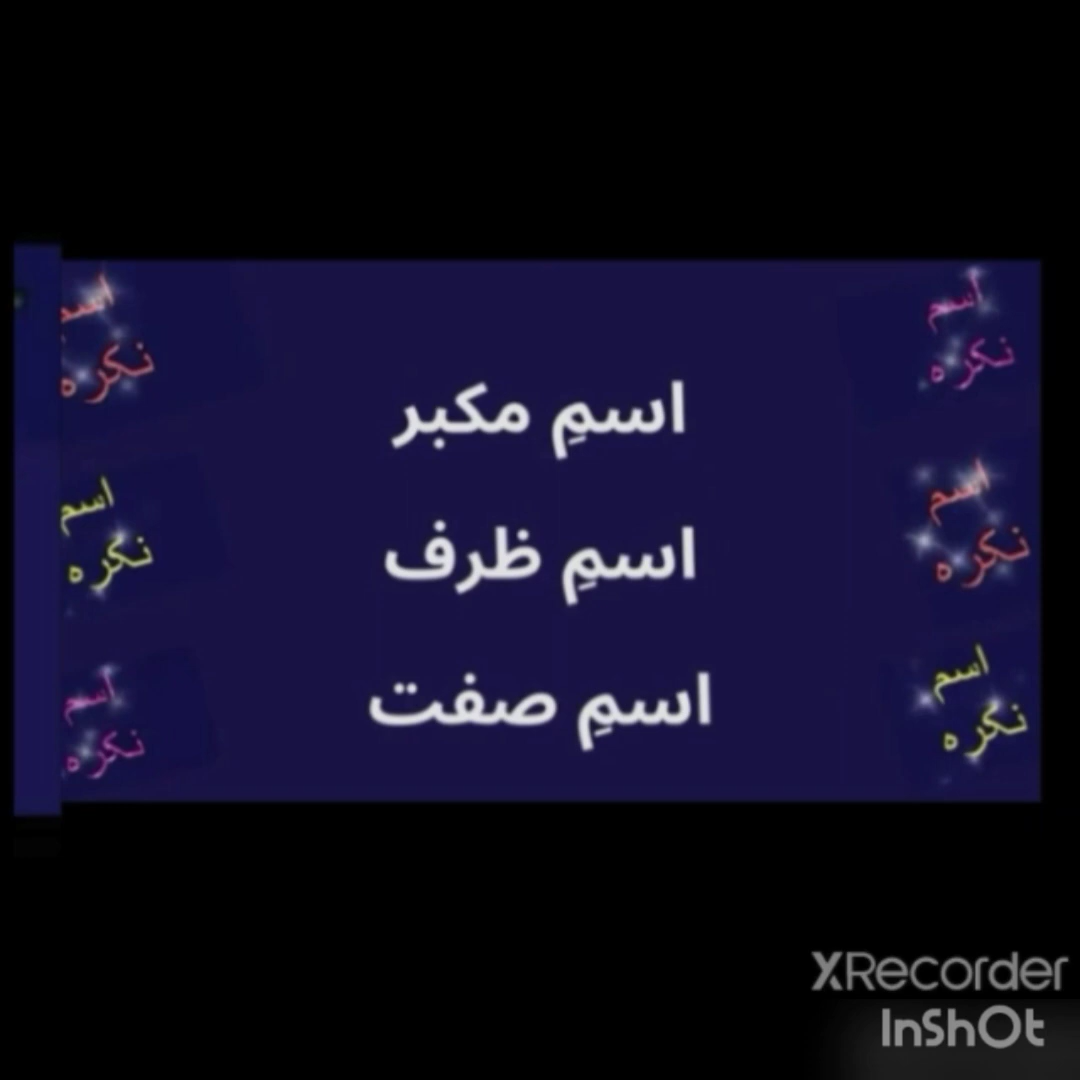 اسم
نکره
اسم
نکره
اسمِ مکبر
اسم
نکره
اسمِ ظرف
اسم
نکره
اسمِ صفت
اسم
نکره
اسم
نکره
XRecorder
InShOt